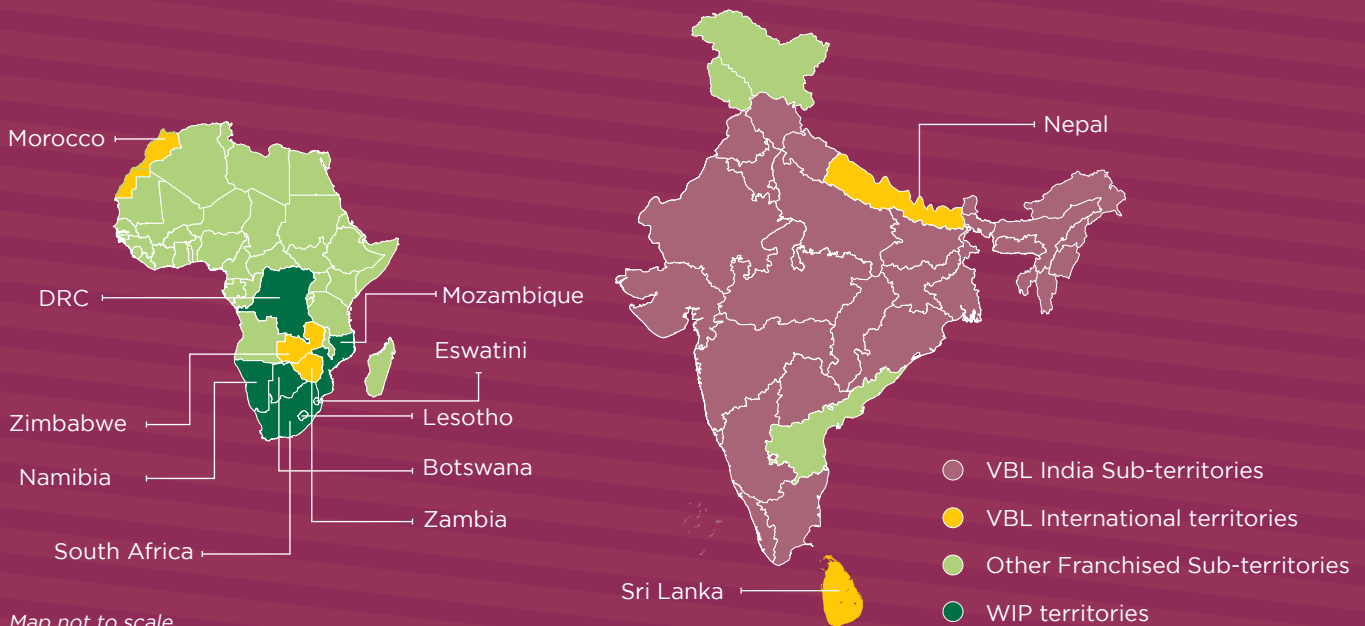 Morocco
Nepal
DRC
Mozambique
Eswatini
Zimbabwe
Lesotho
Namibia
Botswana
Zambia
South Africa
Sri Lanka
VBL India Sub-territories
VBL International territories
Other Franchised Sub-territories
WIP territories
Map not to scale